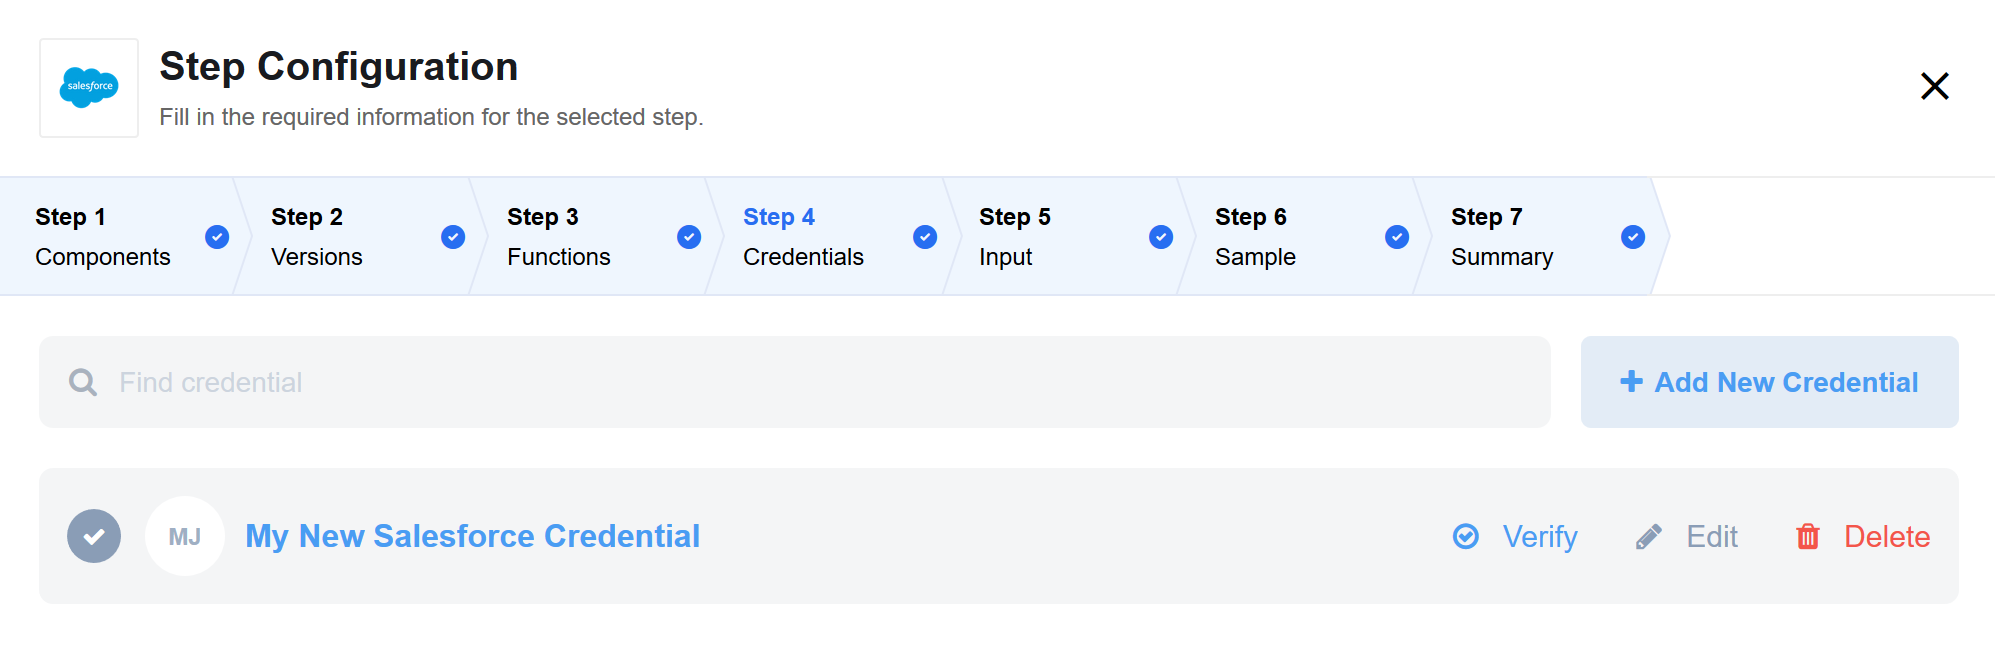 salesforce
Step Configuration
Fill in the required information for the selected step.
Step 1
Components
Step 2
Versions
Step 3
Functions
Step 4
Credentials
Step 5
Input
Step 6
Sample
Step 7
Summary
Find credential
Add New Credential
MJ
My New Salesforce Credential
Verify
Edit
Delete